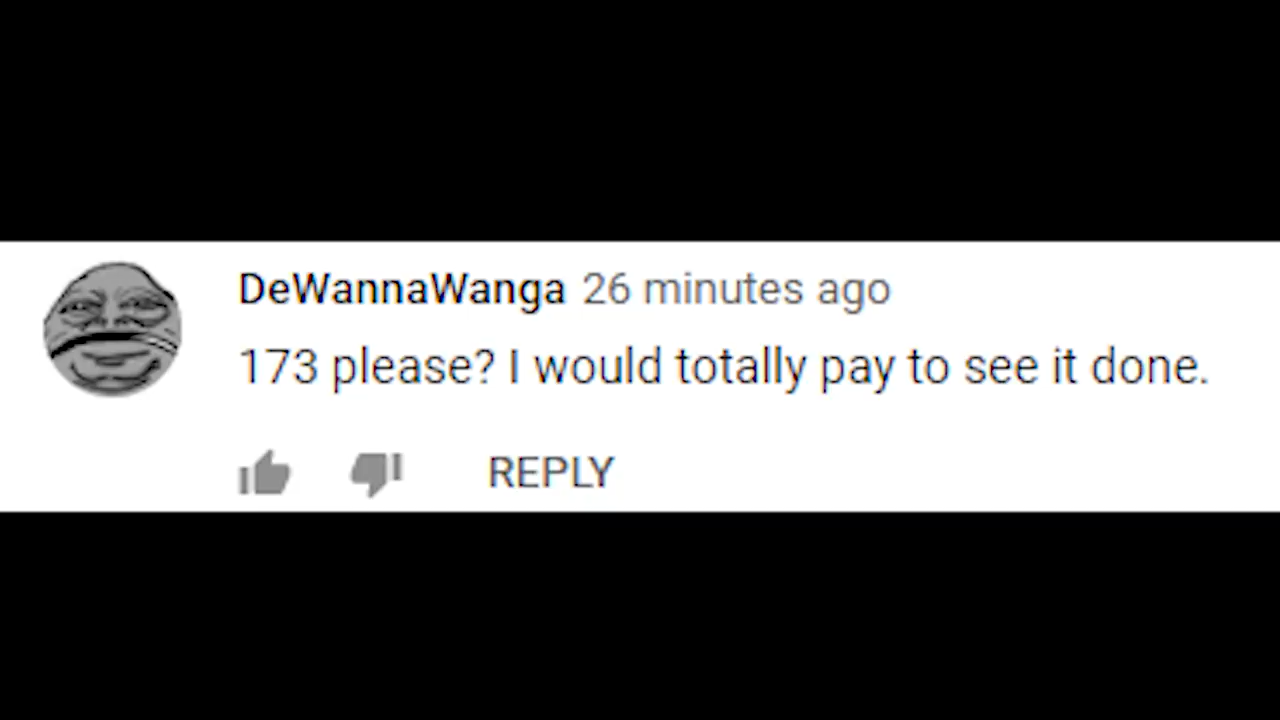 DeWannaWanga 26 minutes ago
173 please? I would totally pay to see it done.
REPLY